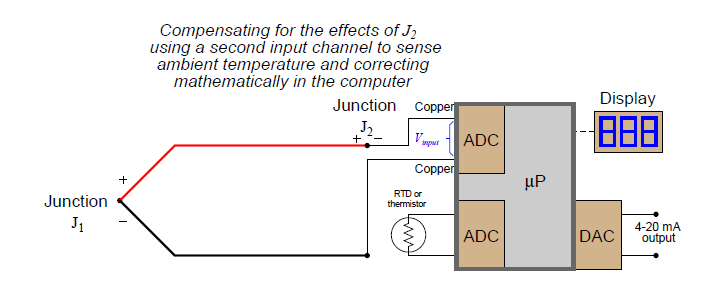 Compensating for the effects of J2
using a second input channel to sense
ambient temperature and correcting
mathematically in the computer
Junction
J2
+ −
Copper
Vinput
ADC
Copper
Display
+
Junction
J1
−
RTD or
thermistor
μP
ADC
DAC
4-20 mA
output